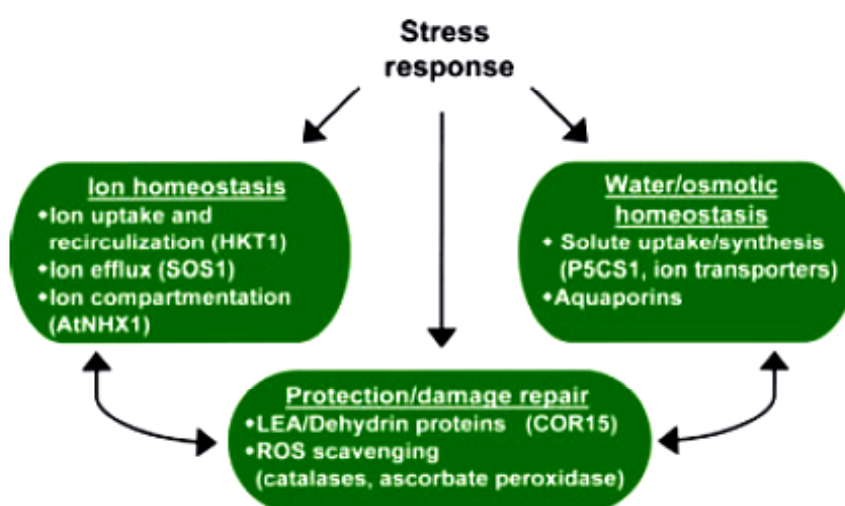 Stress
response
Ion homeostasis
•Ion uptake and
recirculization (HKT1)
•Ion efflux (SOS1)
•Ion compartmentation
(AtNHX1)
Water/osmotic
homeostasis
• Solute uptake/synthesis
(P5CS1, ion transporters)
•Aquaporins
Protection/damage repair
•LEA/Dehydrin proteins (COR15)
•ROS scavenging
(catalases, ascorbate peroxidase)